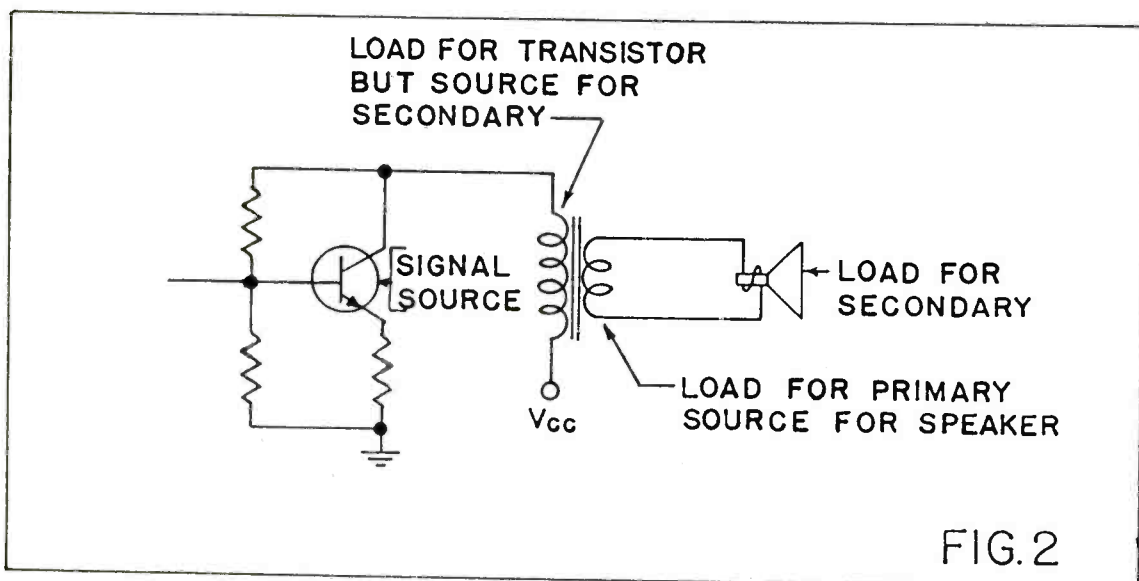 LOAD FOR TRANSISTOR
BUT SOURCE FOR
SECONDARY
SIGNAL
SOURCE
LOAD FOR
SECONDARY
LOAD FOR PRIMARY
SOURCE FOR SPEAKER
VCC
FIG. 2